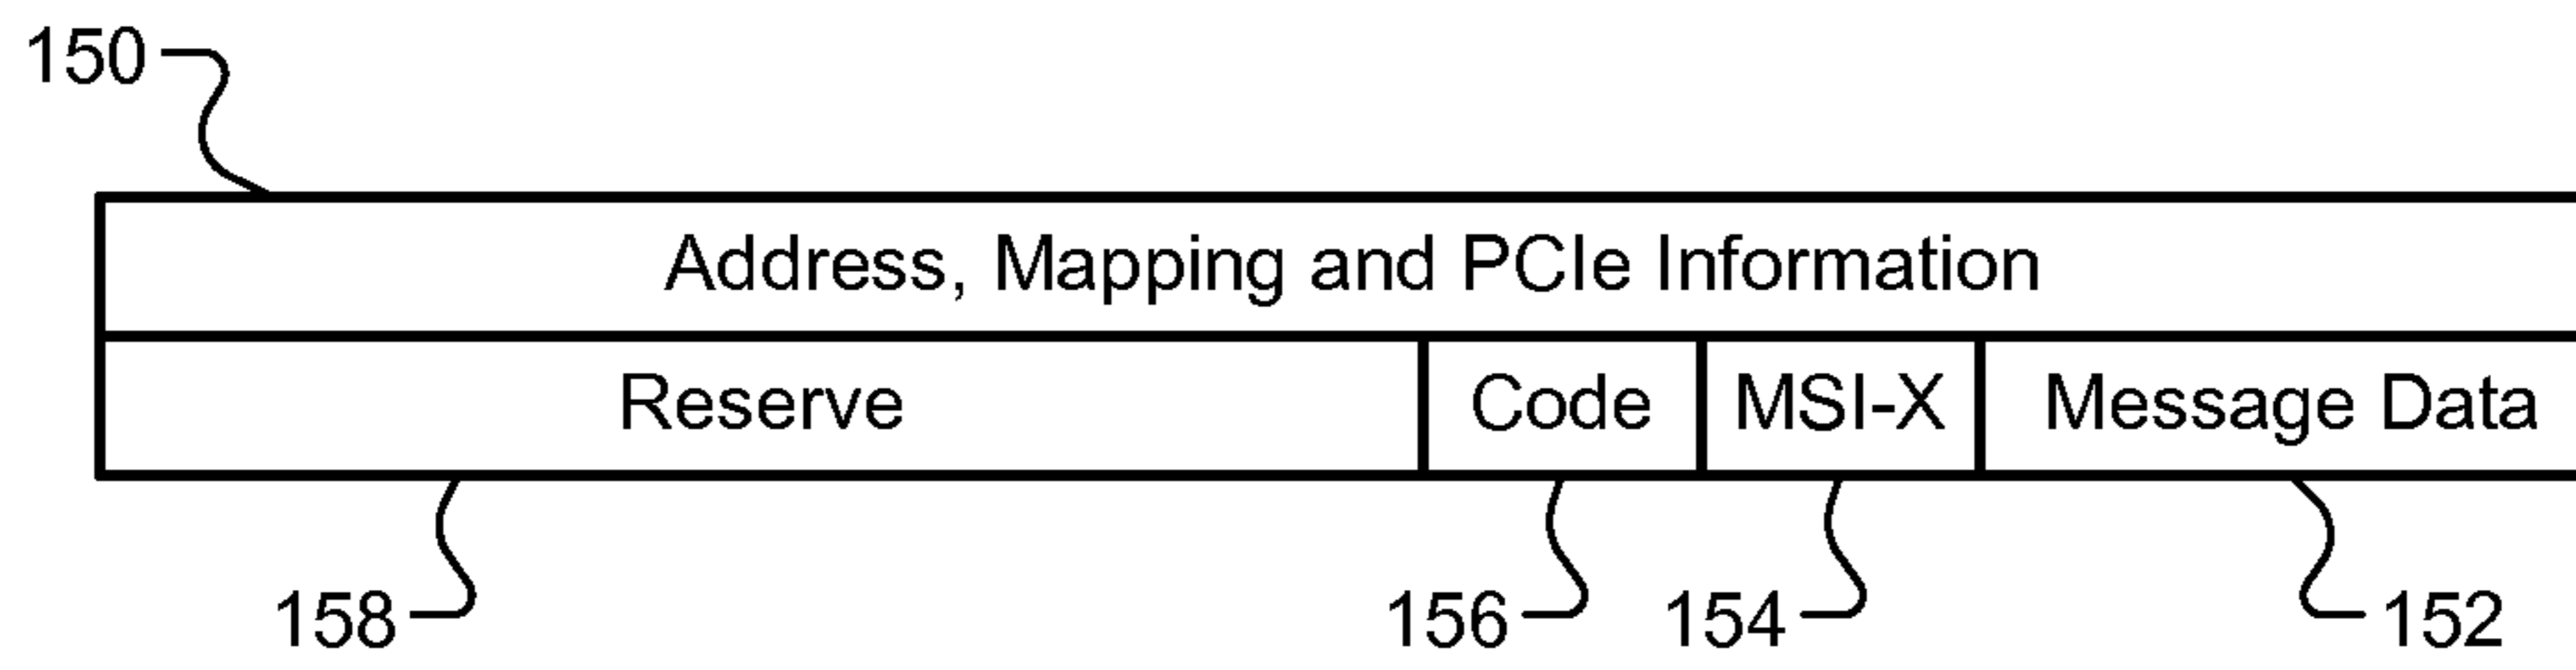 150
Address, Mapping and PCIe Information
Reserve Code MSI-X Message Data
158 156 154 152